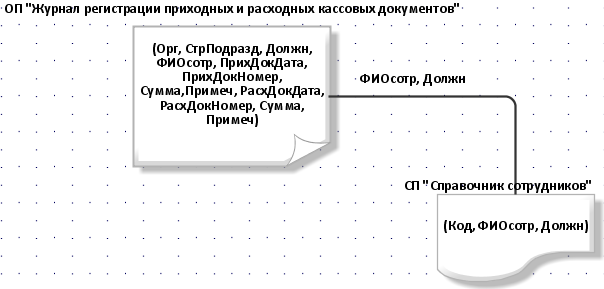 ОП "Журнал регистрации приходных и расходных кассовых документов"
(Орг, СтрПодразд, Должн,
ФИОсотр, ПрихДокДата,
ПрихДокНомер,
Сумма,Примеч, РасхДокДата,
РасхДокНомер, Сумма,
Примеч)
ФИОсотр, Должн
СП "Справочник сотрудников"
(Код, ФИОсотр, Должн)